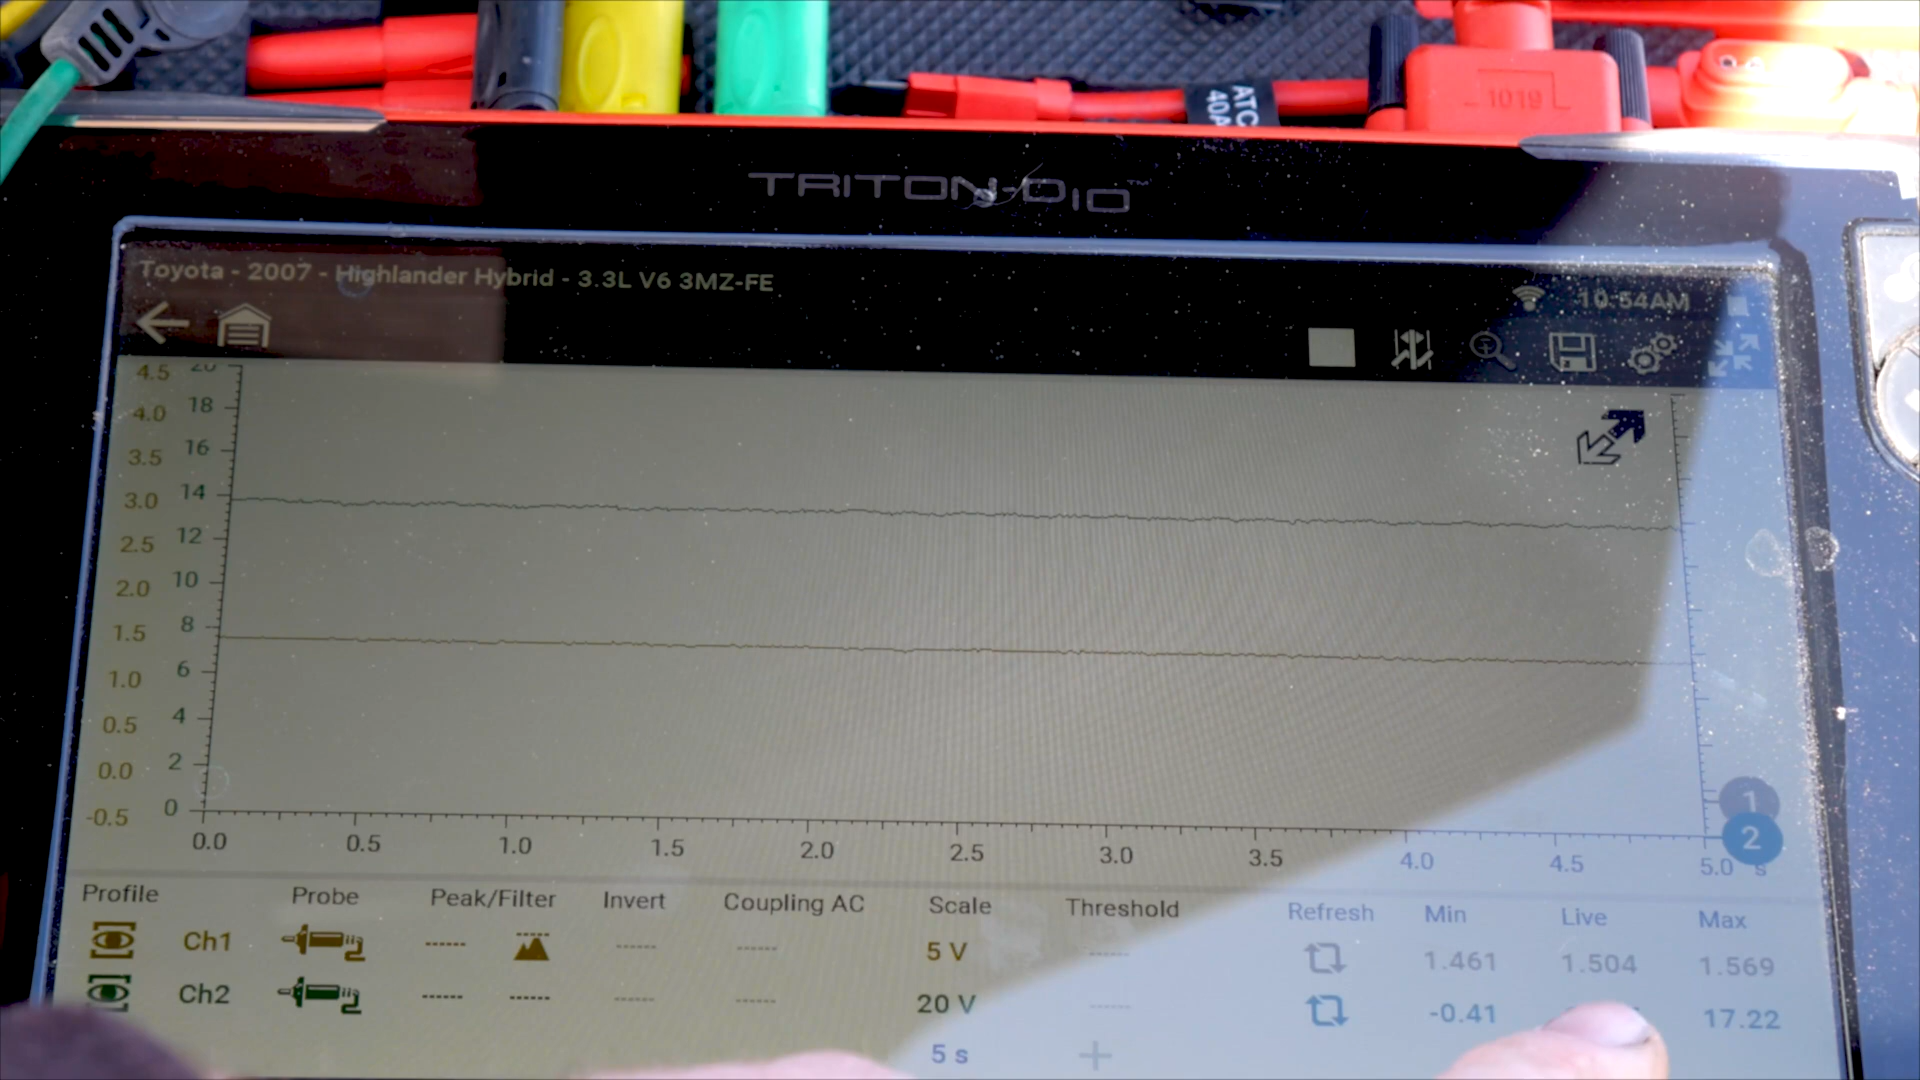 ATC
40A
1019
TRITON-D10™
Toyota - 2007 - Highlander Hybrid - 3.3L V6 3MZ-FE
10:54AM
4.5 20
4.0 18
3.5 16
3.0 14
2.5 12
2.0 10
1.5 8
1.0 6
0.5 4
0.0 2
-0.5 0
1
2
0.0 0.5 1.0 1.5 2.0 2.5 3.0 3.5 4.0 4.5 5.0 s
Profile Probe Peak/Filter Invert Coupling AC Scale Threshold Refresh Min Live Max
Ch1 5 V 1.461 1.504 1.569
Ch2 20 V -0.41 17.22
5 s